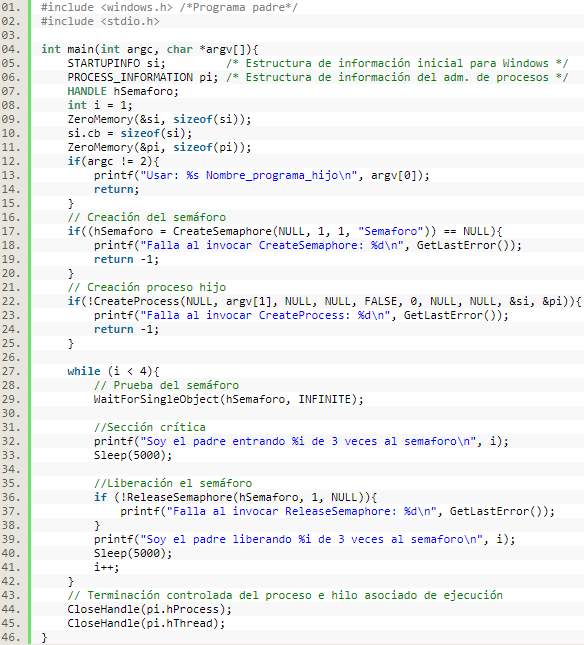 01. #include <windows.h> /*Programa padre*/
02. #include <stdio.h>
03.
04. int main(int argc, char *argv[]){
05. STARTUPINFO si; /* Estructura de información inicial para Windows */
06. PROCESS_INFORMATION pi; /* Estructura de información del adm. de procesos */
07. HANDLE hSemaforo;
08. int i = 1;
09. ZeroMemory(&si, sizeof(si));
10. si.cb = sizeof(si);
11. ZeroMemory(&pi, sizeof(pi));
12. if(argc != 2){
13. printf("Usar: %s Nombre_programa_hijo\n", argv[0]);
14. return;
15. }
16. // Creación del semáforo
17. if((hSemaforo = CreateSemaphore(NULL, 1, 1, "Semaforo")) == NULL){
18. printf("Falla al invocar CreateSemaphore: %d\n", GetLastError());
19. return -1;
20. }
21. // Creación proceso hijo
22. if(!CreateProcess(NULL, argv[1], NULL, NULL, FALSE, 0, NULL, NULL, &si, &pi)){
23. printf("Falla al invocar CreateProcess: %d\n", GetLastError());
24. return -1;
25. }
26.
27. while (i < 4){
28. // Prueba del semáforo
29. WaitForSingleObject(hSemaforo, INFINITE);
30.
31. //Sección crítica
32. printf("Soy el padre entrando %i de 3 veces al semaforo\n", i);
33. Sleep(5000);
34.
35. //Liberación el semáforo
36. if (!ReleaseSemaphore(hSemaforo, 1, NULL)){
37. printf("Falla al invocar ReleaseSemaphore: %d\n", GetLastError());
38. }
39. printf("Soy el padre liberando %i de 3 veces al semaforo\n", i);
40. Sleep(5000);
41. i++;
42. }
43. // Terminación controlada del proceso e hilo asociado de ejecución
44. CloseHandle(pi.hProcess);
45. CloseHandle(pi.hThread);
46. }